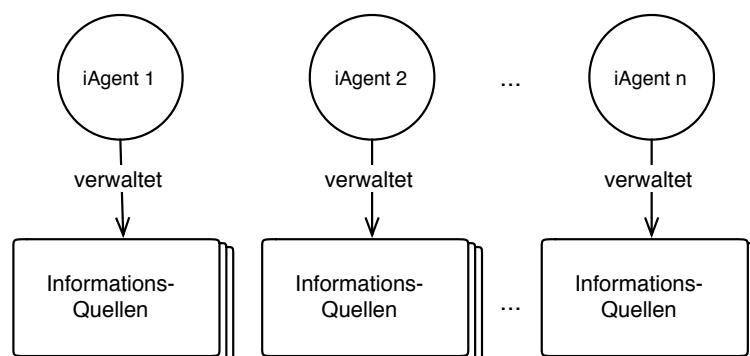 iAgent 1
iAgent 2
...
iAgent n
verwaltet
verwaltet
verwaltet
Informations-
Quellen
Informations-
Quellen
...
Informations-
Quellen